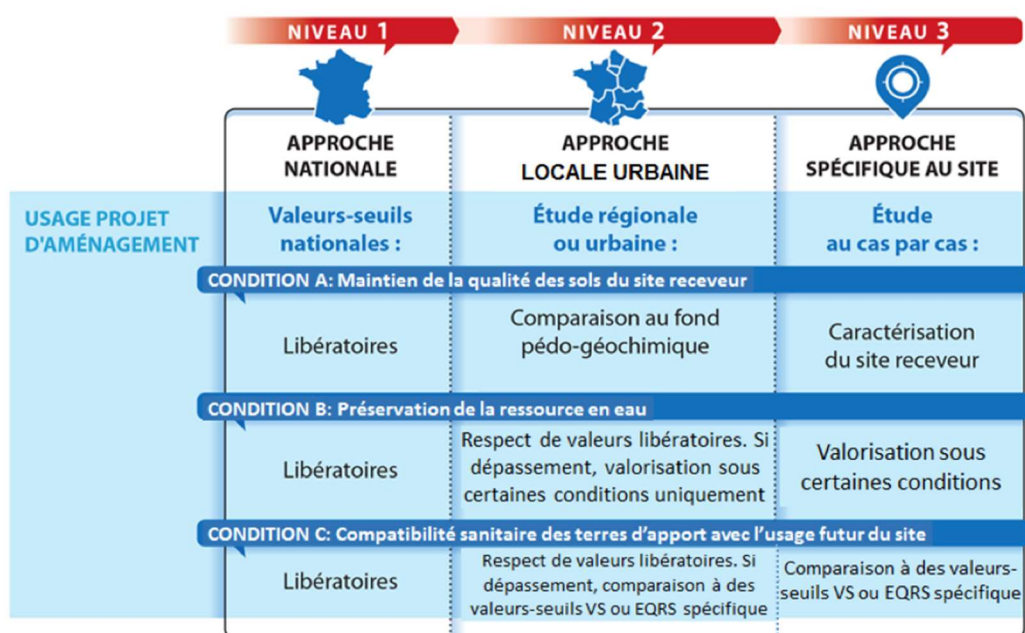 NIVEAU 1
NIVEAU 2
NIVEAU 3
APPROCHE
NATIONALE
APPROCHE
LOCALE URBAINE
APPROCHE
SPÉCIFIQUE AU SITE
USAGE PROJET
D'AMÉNAGEMENT
Valeurs-seuils
nationales :
Étude régionale
ou urbaine :
Étude
au cas par cas :
CONDITION A: Maintien de la qualité des sols du site receveur
Libératoires
Comparaison au fond
pédo-géochimique
Caractérisation
du site receveur
CONDITION B: Préservation de la ressource en eau
Libératoires
Respect de valeurs libératoires. Si
dépassement, valorisation sous
certaines conditions uniquement
Valorisation sous
certaines conditions
CONDITION C: Compatibilité sanitaire des terres d'apport avec l'usage futur du site
Libératoires
Respect de valeurs libératoires. Si
dépassement, comparaison à des
valeurs-seuils VS ou EQRS spécifique
Comparaison à des valeurs-
seuils VS ou EQRS spécifique